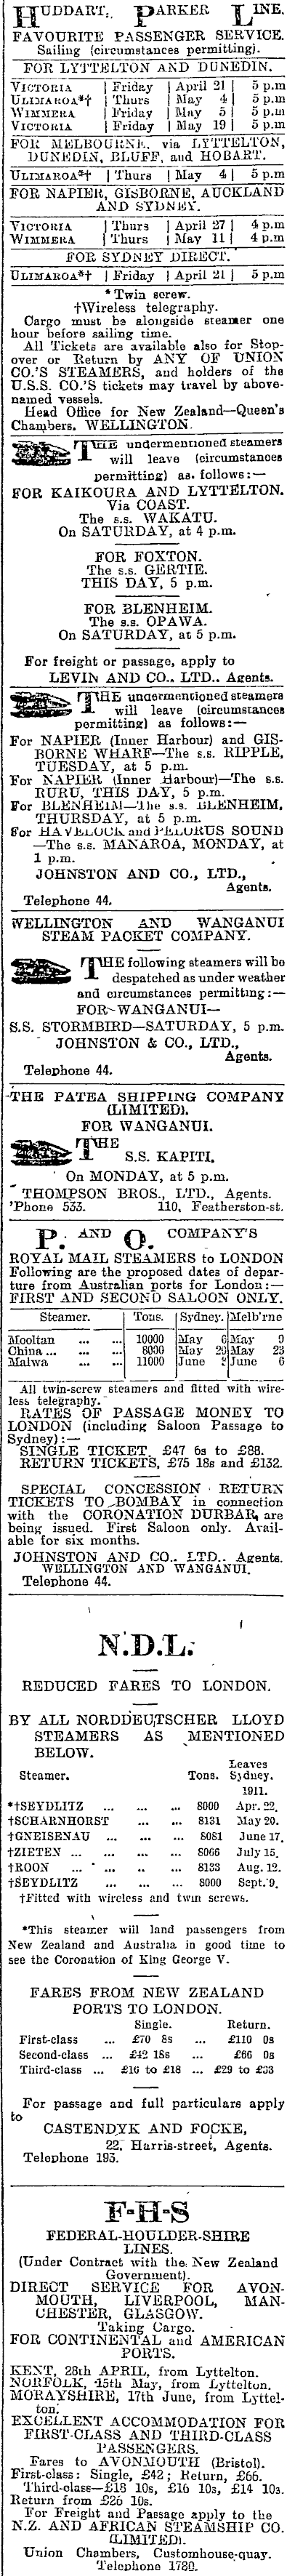 HUDDART, PARKER LINE.
FAVOURITE PASSENGER SERVICE.
Sailing (circumstances permitting).
FOR LYTTELTON AND DUNEDIN.
VICTORIA | Friday | April 21 | 5 p.m
ULIMAROA*† | Thurs | May 4 | 5 p.m
WIMMERA | Friday | May 5 | 5 p.m
VICTORIA | Friday | May 19 | 5 p.m
FOR MELBOURNE, via LYTTELTON,
DUNEDIN, BLUFF, and HOBART.
ULIMAROA*† | Thurs | May 4 | 5 p.m
FOR NAPIER, GISBORNE, AUCKLAND
AND SYDNEY.
VICTORIA | Thurs | April 27 | 4 p.m
WIMMERA | Thurs | May 11 | 4 p.m
FOR SYDNEY DIRECT.
ULIMAROA*† | Friday | April 21 | 5 p.m
* Twin screw.
†Wireless telegraphy.
Cargo must be alongside steamer one
hour before sailing time.
All Tickets are available also for Stop-
over or Return by ANY OF UNION
CO.'S STEAMERS, and holders of the
U.S.S. CO.'S tickets may travel by above-
named vessels.
Head Office for New Zealand—Queen's
Chambers, WELLINGTON.
THE undermentioned steamers
will leave (circumstances
permitting) as follows:—
FOR KAIKOURA AND LYTTELTON.
Via COAST.
The s.s. WAKATU.
On SATURDAY, at 4 p.m.
FOR FOXTON.
The s.s. GERTIE.
THIS DAY, 5 p.m.
FOR BLENHEIM.
The s.s. OPAWA.
On SATURDAY, at 5 p.m.
For freight or passage, apply to
LEVIN AND CO., LTD., Agents.
THE undermentioned steamers
will leave (circumstances
permitting) as follows:—
For NAPIER (Inner Harbour) and GIS-
BORNE WHARF—The s.s. RIPPLE,
TUESDAY, at 5 p.m.
For NAPIER (Inner Harbour)—The s.s.
RURU, THIS DAY, 5 p.m.
For BLENHEIM—The s.s. BLENHEIM,
THURSDAY, at 5 p.m.
For HAVELOCK and PELORUS SOUND
—The s.s. MANAROA, MONDAY, at
1 p.m.
JOHNSTON AND CO., LTD.,
Agents.
Telephone 44.
WELLINGTON AND WANGANUI
STEAM PACKET COMPANY.
THE following steamers will be
despatched as under weather
and circumstances permitting:—
FOR WANGANUI—
S.S. STORMBIRD—SATURDAY, 5 p.m.
JOHNSTON & CO., LTD.,
Agents.
Telephone 44.
THE PATEA SHIPPING COMPANY
(LIMITED).
FOR WANGANUI.
THE
S.S. KAPITI,
On MONDAY, at 5 p.m.
THOMPSON BROS., LTD., Agents.
'Phone 533. 110, Featherston-st.
P. AND O. COMPANY'S
ROYAL MAIL STEAMERS to LONDON
Following are the proposed dates of depar-
ture from Australian ports for London:—
FIRST AND SECOND SALOON ONLY.
Steamer. | Tons. | Sydney. | Melb'rne
Mooltan ... ... | 10000 | May 6 | May 9
China ... ... ... | 8000 | May 20 | May 23
Malwa ... ... | 11000 | June 2 | June 6
All twin-screw steamers and fitted with wire-
less telegraphy.
RATES OF PASSAGE MONEY TO
LONDON (including Saloon Passage to
Sydney):—
SINGLE TICKET, £47 6s to £88.
RETURN TICKETS, £75 18s and £132.
SPECIAL CONCESSION RETURN
TICKETS TO BOMBAY in connection
with the CORONATION DURBAR, are
being issued. First Saloon only. Avail-
able for six months.
JOHNSTON AND CO., LTD., Agents.
WELLINGTON AND WANGANUI.
Telephone 44.
N.D.L.
REDUCED FARES TO LONDON.
BY ALL NORDDEUTSCHER LLOYD
STEAMERS AS MENTIONED
BELOW.
Leaves
Steamer. Tons. Sydney.
1911.
*†SEYDLITZ ... ... ... 8000 Apr. 22.
†SCHARNHORST ... ... 8131 May 20.
†GNEISENAU ... ... ... 8081 June 17.
†ZIETEN ... ... ... ... 8066 July 15.
†ROON ... ... ... ... 8133 Aug. 12.
†SEYDLITZ ... ... ... 8000 Sept. 9.
†Fitted with wireless and twin screws.
*This steamer will land passengers from
New Zealand and Australia in good time to
see the Coronation of King George V.
FARES FROM NEW ZEALAND
PORTS TO LONDON.
Single. Return.
First-class ... £70 8s ... £110 0s
Second-class ... £42 18s ... £66 0s
Third-class ... £16 to £18 ... £29 to £33
For passage and full particulars apply
to
CASTENDYK AND FOCKE,
22, Harris-street, Agents.
Telephone 193.
F-H-S
FEDERAL-HOULDER-SHIRE
LINES.
(Under Contract with the New Zealand
Government).
DIRECT SERVICE FOR AVON-
MOUTH, LIVERPOOL, MAN-
CHESTER, GLASGOW.
Taking Cargo.
FOR CONTINENTAL and AMERICAN
PORTS.
KENT, 28th APRIL, from Lyttelton.
NORFOLK, 15th May, from Lyttelton.
MORAYSHIRE, 17th June, from Lyttel-
ton.
EXCELLENT ACCOMMODATION FOR
FIRST-CLASS AND THIRD-CLASS
PASSENGERS.
Fares to AVONMOUTH (Bristol).
First-class: Single, £42; Return, £66.
Third-class—£18 10s, £16 10s, £14 10s.
Return from £26 10s.
For Freight and Passage apply to the
N.Z. AND AFRICAN STEAMSHIP CO.
(LIMITED).
Union Chambers, Customhouse-quay.
Telephone 1780.